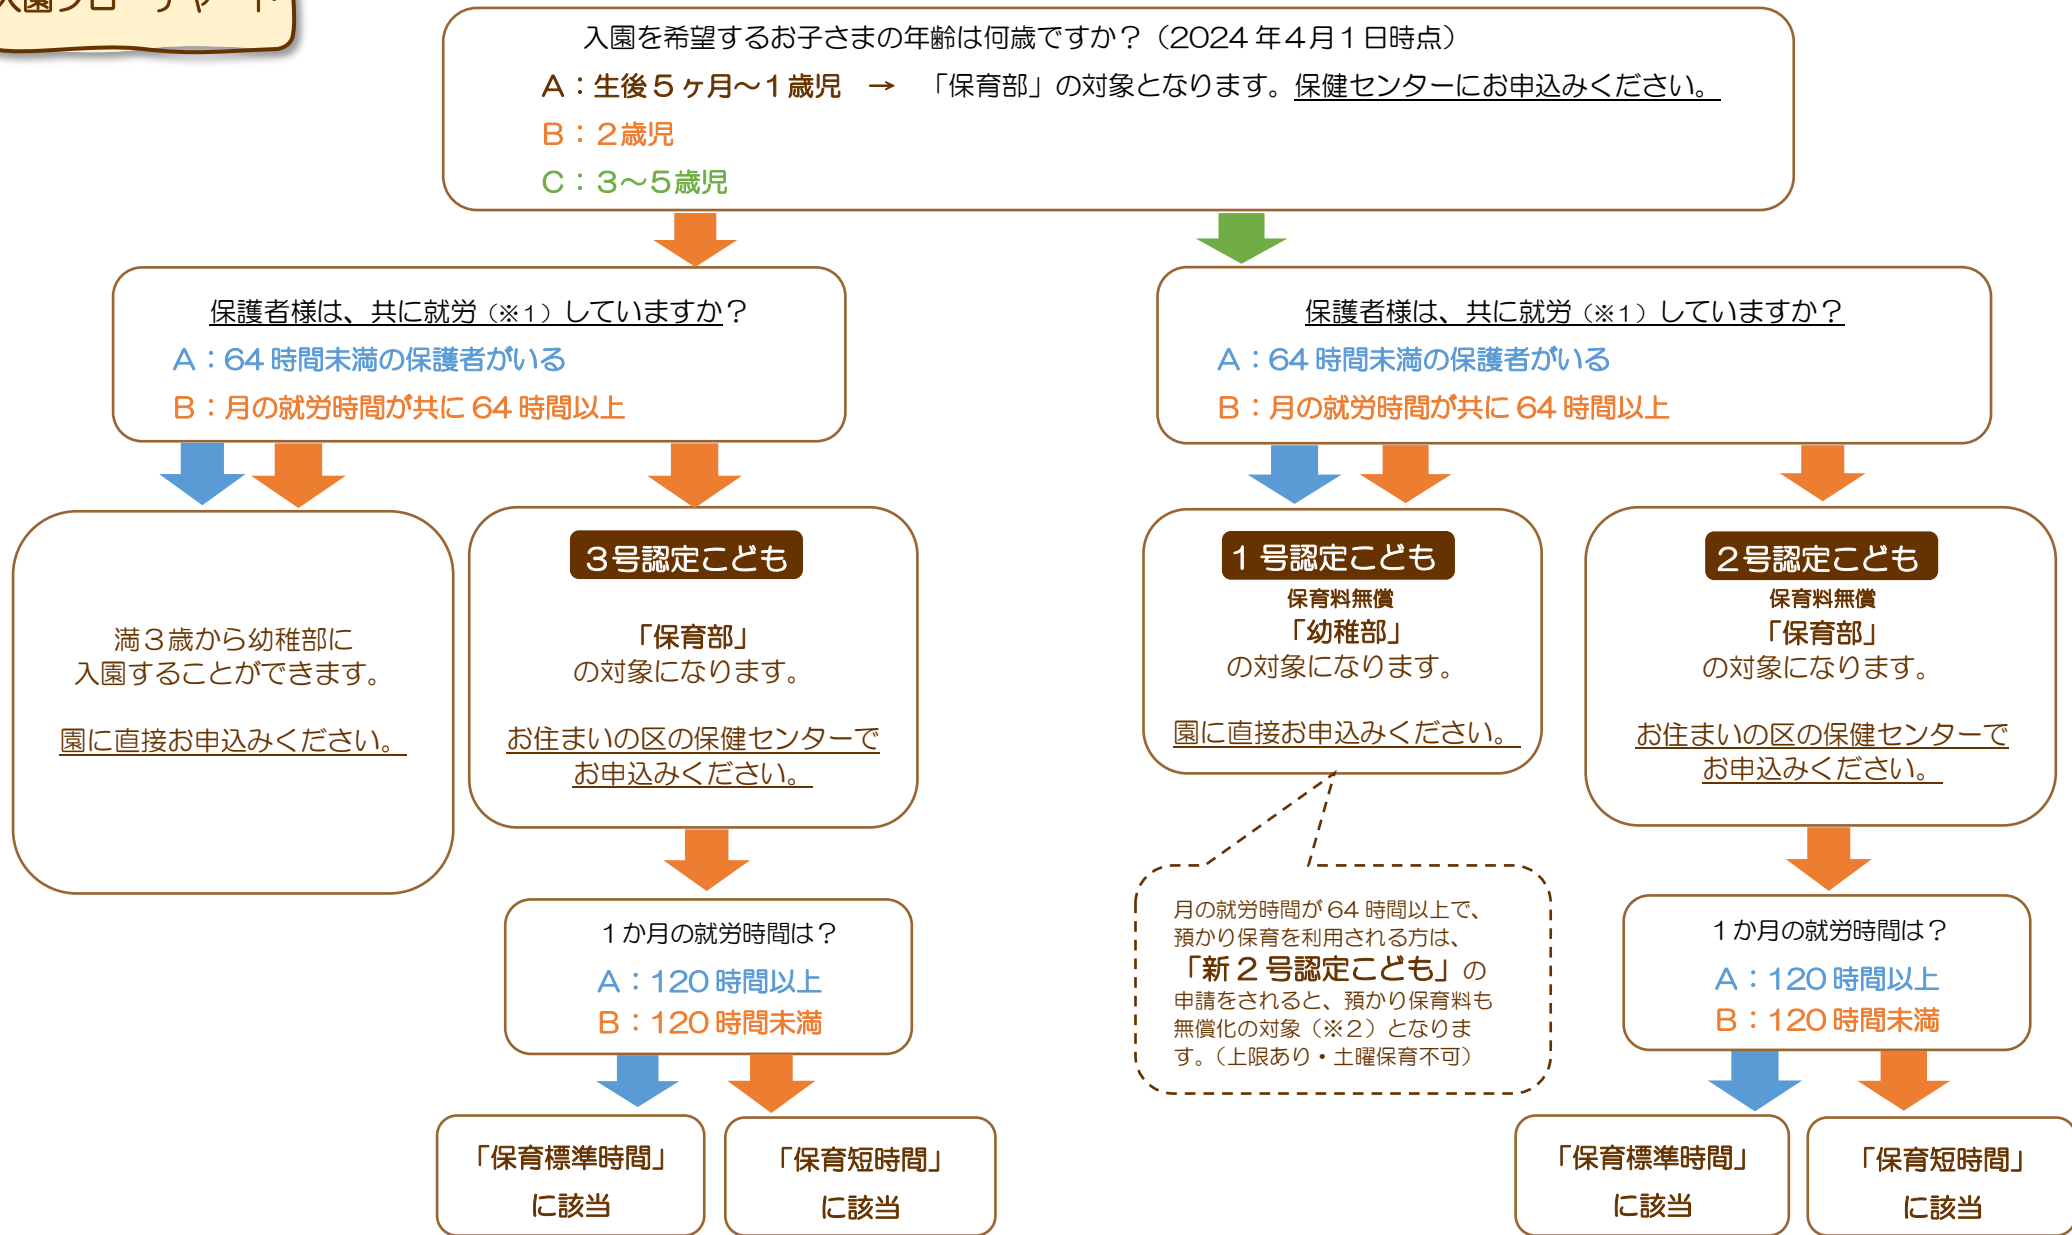 入園フローチャート
入園を希望するお子さまの年齢は何歳ですか？（2024年4月1日時点）
A：生後5ヶ月～1歳児　→　「保育部」の対象となります。保健センターにお申込みください。
B：2歳児
C：3～5歳児
保護者様は、共に就労（※1）していますか？
A：64時間未満の保護者がいる
B：月の就労時間が共に64時間以上
保護者様は、共に就労（※1）していますか？
A：64時間未満の保護者がいる
B：月の就労時間が共に64時間以上
満3歳から幼稚部に
入園することができます。
園に直接お申込みください。
3号認定こども
「保育部」
の対象になります。
お住まいの区の保健センターで
お申込みください。
1号認定こども
保育料無償
「幼稚部」
の対象になります。
園に直接お申込みください。
2号認定こども
保育料無償
「保育部」
の対象になります。
お住まいの区の保健センターで
お申込みください。
月の就労時間が64時間以上で、
預かり保育を利用される方は、
「新2号認定こども」の
申請をされると、預かり保育料も
無償化の対象（※2）となりま
す。（上限あり・土曜保育不可）
1か月の就労時間は？
A：120時間以上
B：120時間未満
1か月の就労時間は？
A：120時間以上
B：120時間未満
「保育標準時間」
に該当
「保育短時間」
に該当
「保育標準時間」
に該当
「保育短時間」
に該当